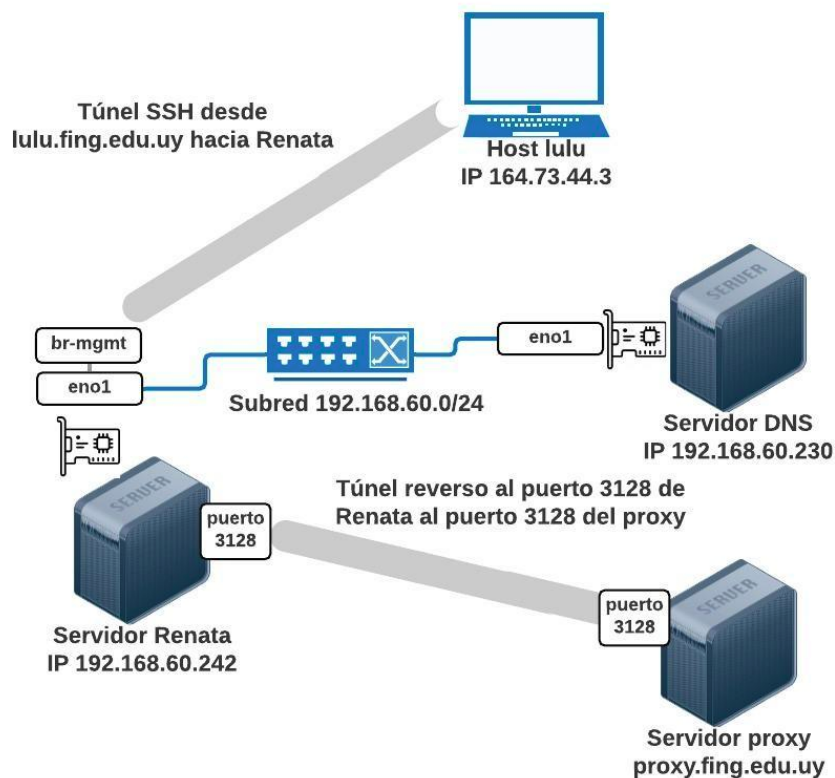 Túnel SSH desde
lulu.fing.edu.uy hacia Renata
Host lulu
IP 164.73.44.3
SERVER
br-mgmt
eno1
eno1
Subred 192.168.60.0/24
Servidor DNS
IP 192.168.60.230
SERVER
puerto
3128
Túnel reverso al puerto 3128 de
Renata al puerto 3128 del proxy
Servidor Renata
IP 192.168.60.242
SERVER
puerto
3128
Servidor proxy
proxy.fing.edu.uy